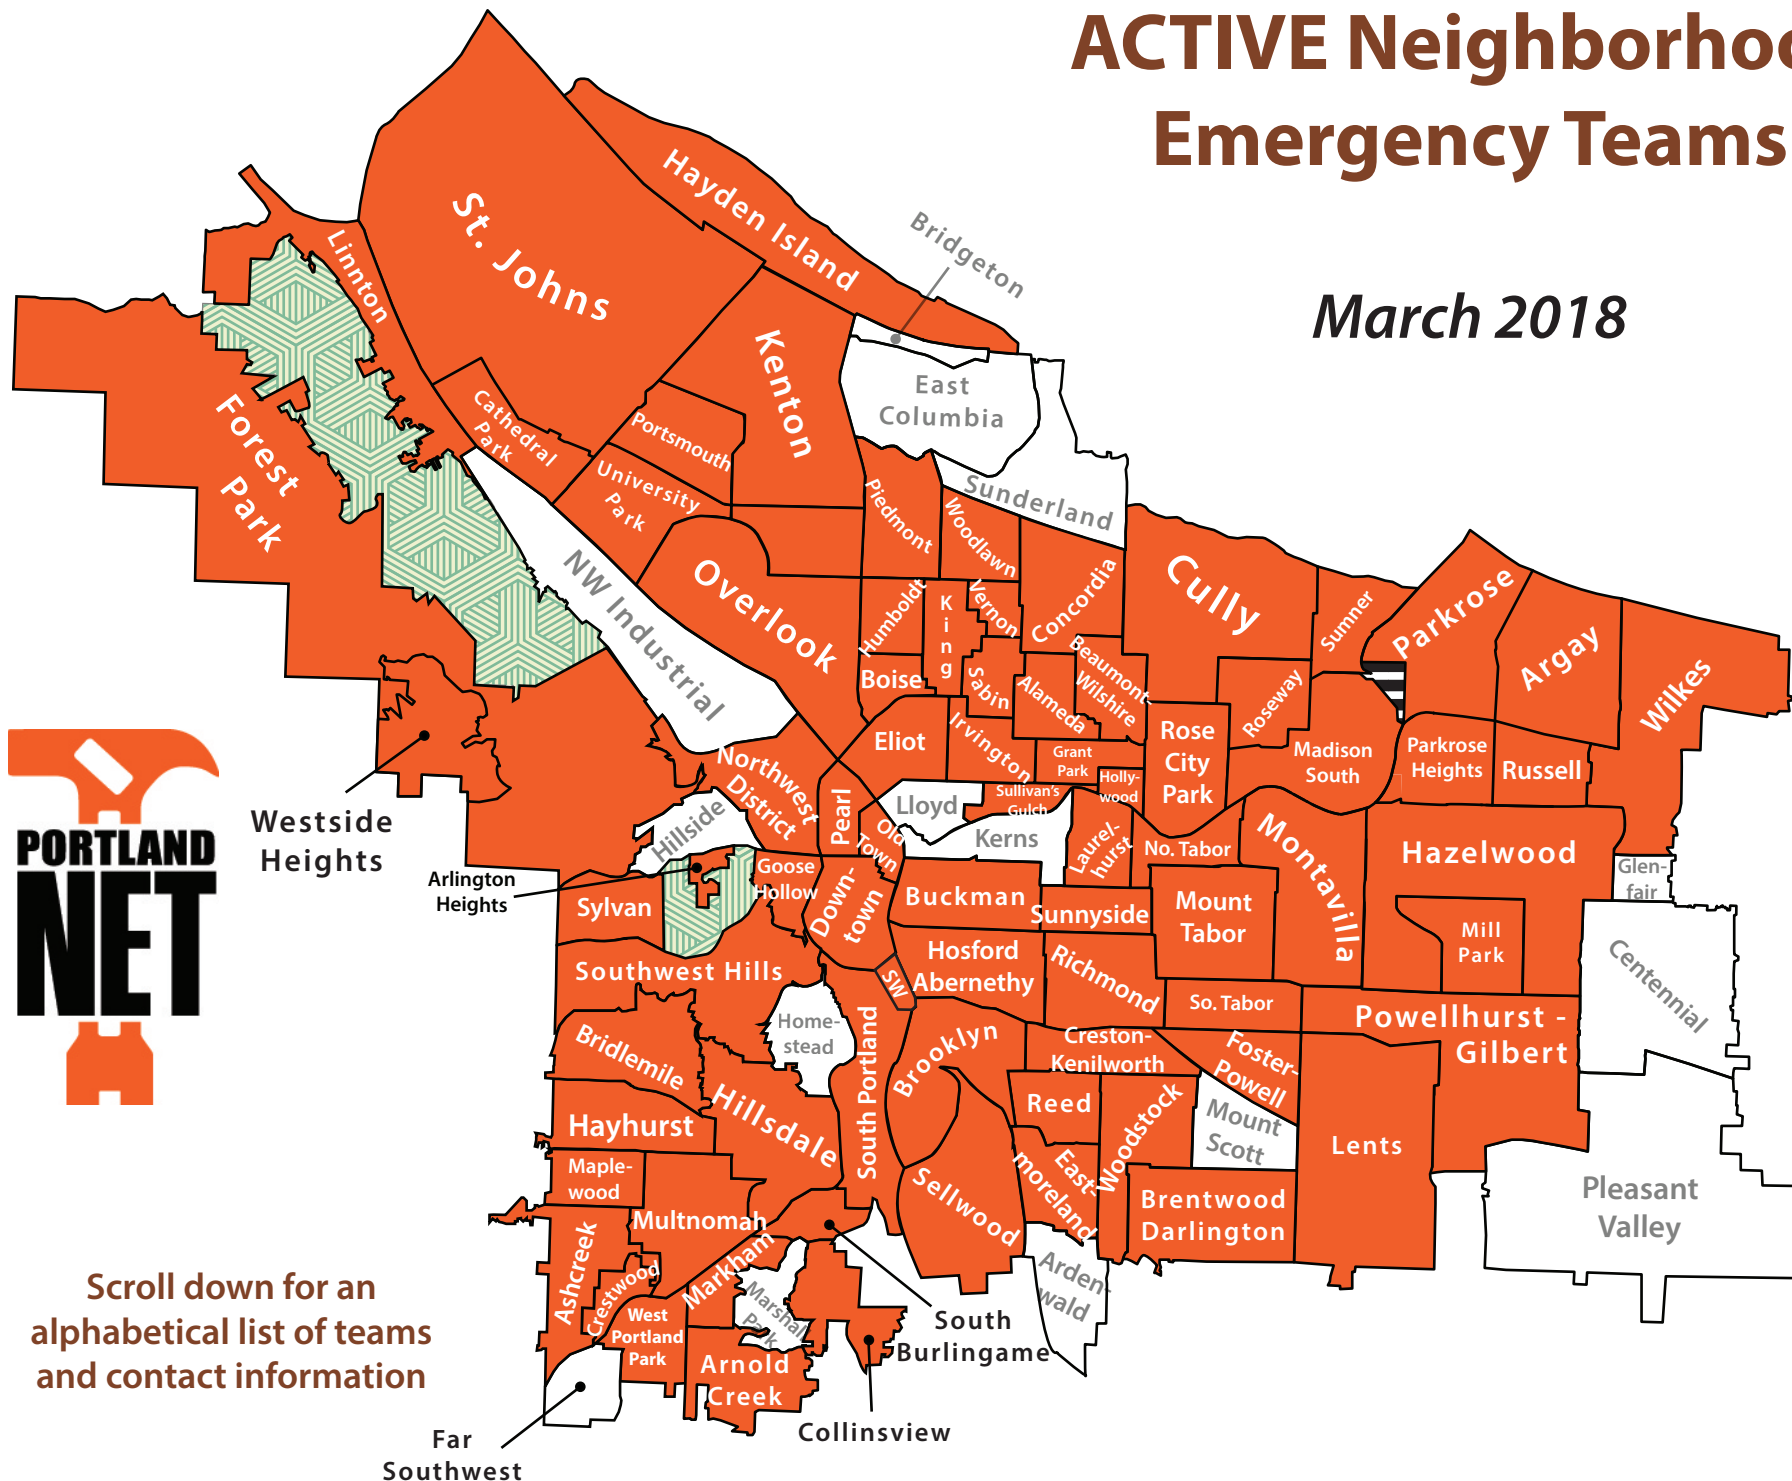 ACTIVE Neighborhoo
Emergency Teams
March 2018
Hayden Island
Bridgeton
St. Johns
Linnton
Kenton
East
Columbia
Forest
Park
Cathedral
Park
Portsmouth
University
Park
Piedmont
Woodlawn
Sunderland
NW Industrial
Overlook
Humboldt
King
Vernon
Concordia
Cully
Sumner
Parkrose
Argay
Wilkes
Boise
Sabin
Alameda
Beaumont-
Wilshire
Roseway
Eliot
Irvington
Grant
Park
Holly-
wood
Rose
City
Park
Madison
South
Parkrose
Heights
Russell
Northwest
District
Pearl
Old
Town
Lloyd
Sullivan's
Gulch
Kerns
Laurel-
hurst
No. Tabor
Montavilla
Hazelwood
Glen-
fair
Westside
Heights
Hillside
Arlington
Heights
Goose
Hollow
Down-
town
Sylvan
Buckman
Sunnyside
Mount
Tabor
Mill
Park
Centennial
PORTLAND
NET
Southwest Hills
SW
Hosford
Abernethy
Richmond
So. Tabor
Powellhurst -
Gilbert
Home-
stead
Bridlemile
South Portland
Brooklyn
Creston-
Kenilworth
Foster-
Powell
Hayhurst
Hillsdale
Reed
Woodstock
Mount
Scott
Lents
Maple-
wood
Multnomah
Sellwood
East-
moreland
Brentwood
Darlington
Pleasant
Valley
Ashcreek
Crestwood
Markham
Marshall
Park
Arden-
wald
West
Portland
Park
Arnold
Creek
South
Burlingame
Collinsview
Far
Southwest
Scroll down for an
alphabetical list of teams
and contact information